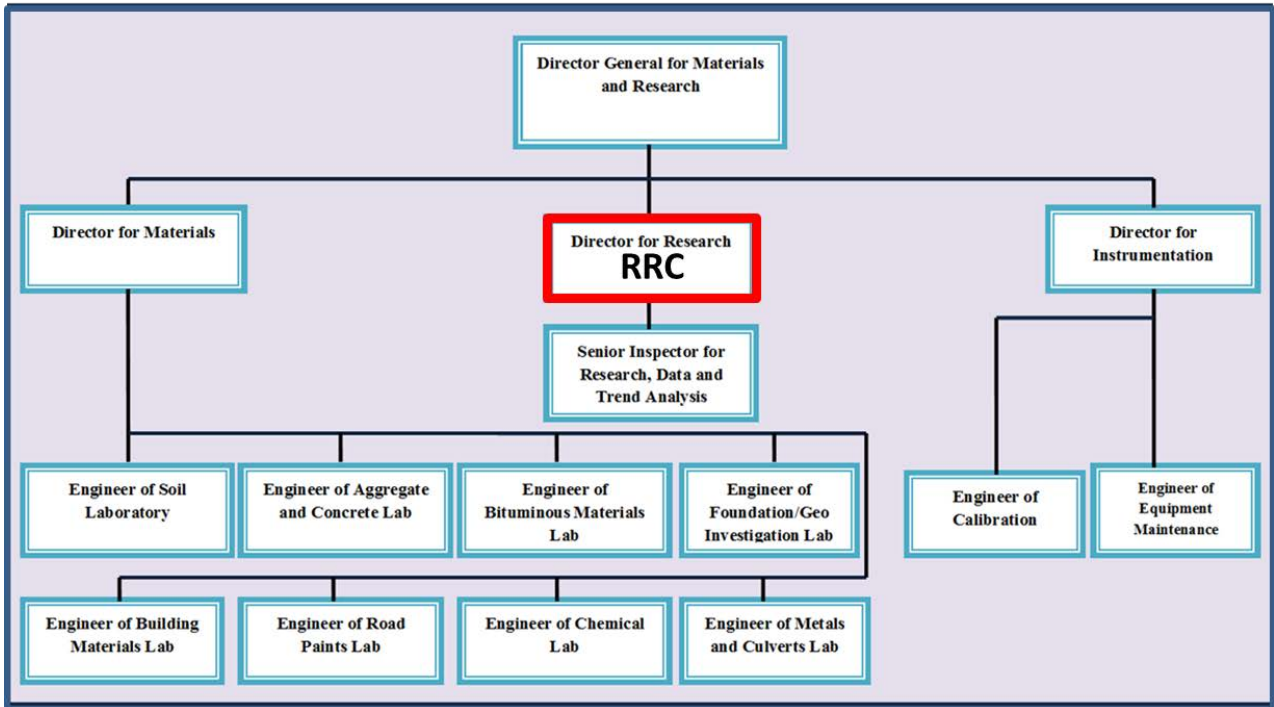 Director General for Materials
and Research
Director for Materials
Director for Research
RRC
Director for
Instrumentation
Senior Inspector for
Research, Data and
Trend Analysis
Engineer of Soil
Laboratory
Engineer of Aggregate
and Concrete Lab
Engineer of
Bituminous Materials
Lab
Engineer of
Foundation/Geo
Investigation Lab
Engineer of
Calibration
Engineer of
Equipment
Maintenance
Engineer of Building
Materials Lab
Engineer of Road
Paints Lab
Engineer of Chemical
Lab
Engineer of Metals
and Culverts Lab